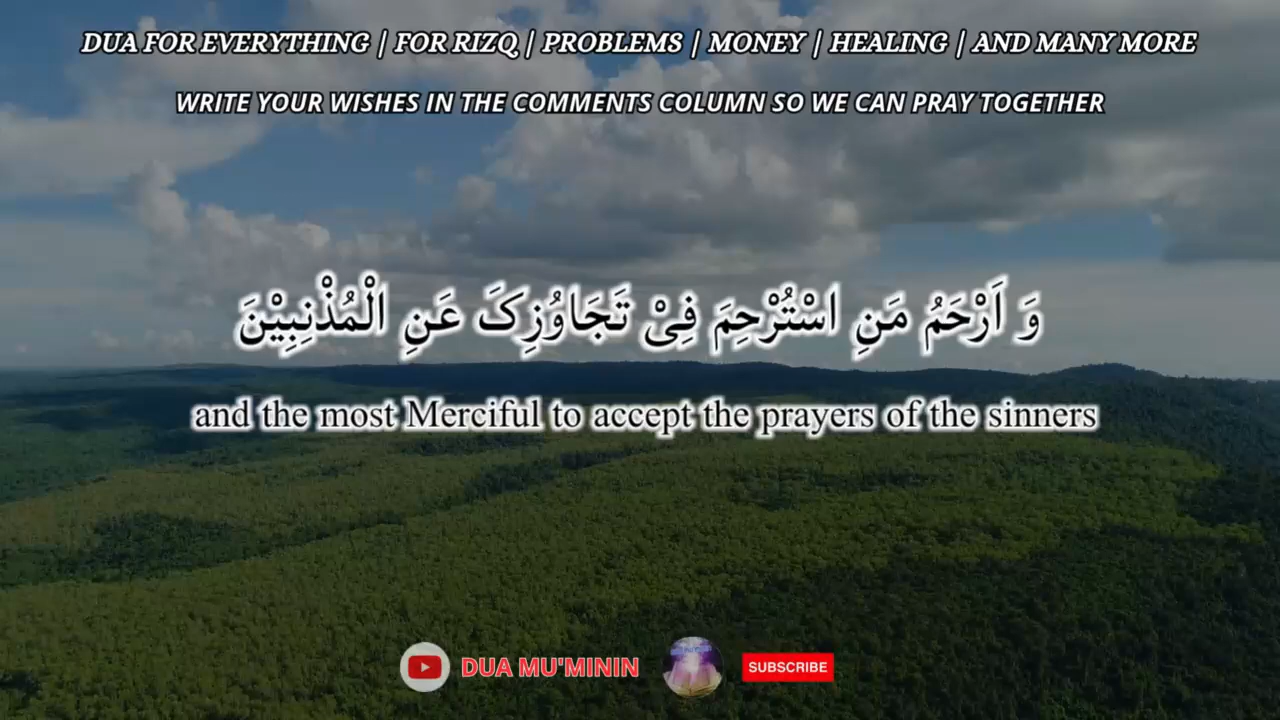 DUA FOR EVERYTHING | FOR RIZQ | PROBLEMS | MONEY | HEALING | AND MANY MORE
WRITE YOUR WISHES IN THE COMMENTS COLUMN SO WE CAN PRAY TOGETHER
وَ اَرْحَمُ مَنِ اسْتُرْحِمَ فِیْ تَجَاوُزِکَ عَنِ الْمُذْنِبِیْنَ
and the most Merciful to accept the prayers of the sinners
DUA MU'MININ
SUBSCRIBE